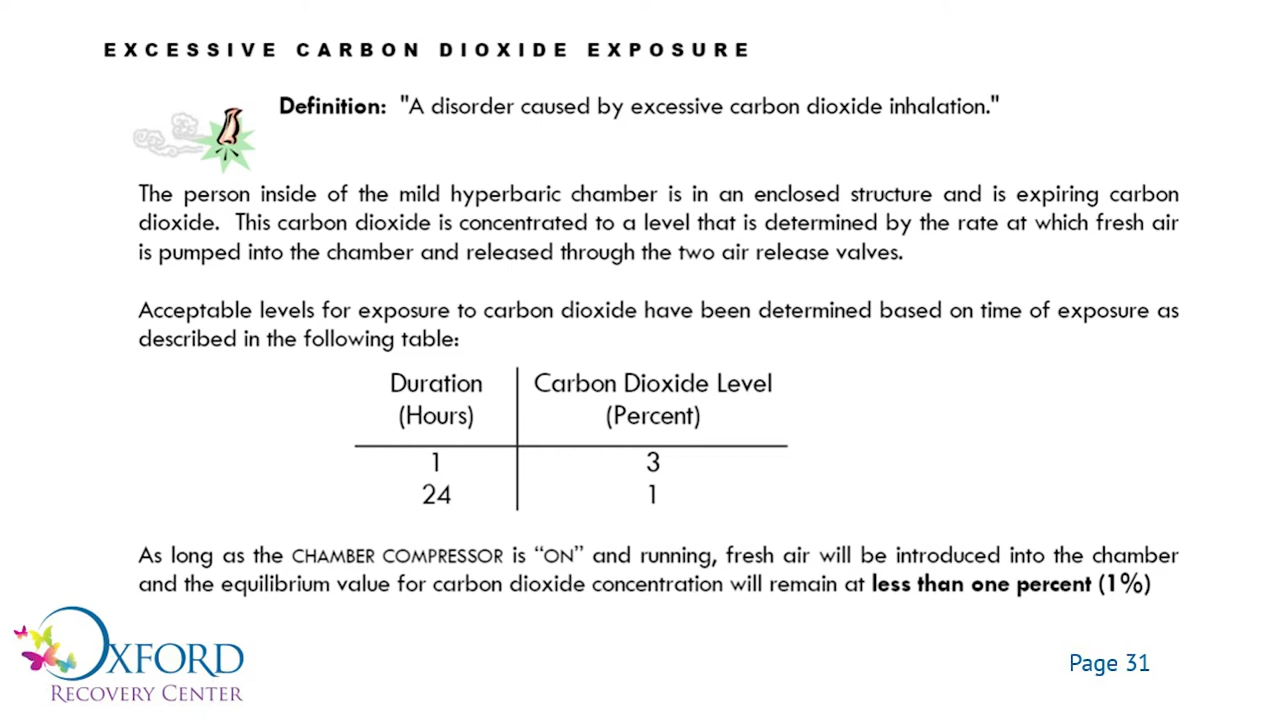 EXCESSIVE CARBON DIOXIDE EXPOSURE
Definition: "A disorder caused by excessive carbon dioxide inhalation."
The person inside of the mild hyperbaric chamber is in an enclosed structure and is expiring carbon
dioxide. This carbon dioxide is concentrated to a level that is determined by the rate at which fresh air
is pumped into the chamber and released through the two air release valves.
Acceptable levels for exposure to carbon dioxide have been determined based on time of exposure as
described in the following table:
Duration Carbon Dioxide Level
(Hours) (Percent)
1 3
24 1
As long as the CHAMBER COMPRESSOR is “ON” and running, fresh air will be introduced into the chamber
and the equilibrium value for carbon dioxide concentration will remain at less than one percent (1%)
OXFORD
RECOVERY CENTER
Page 31